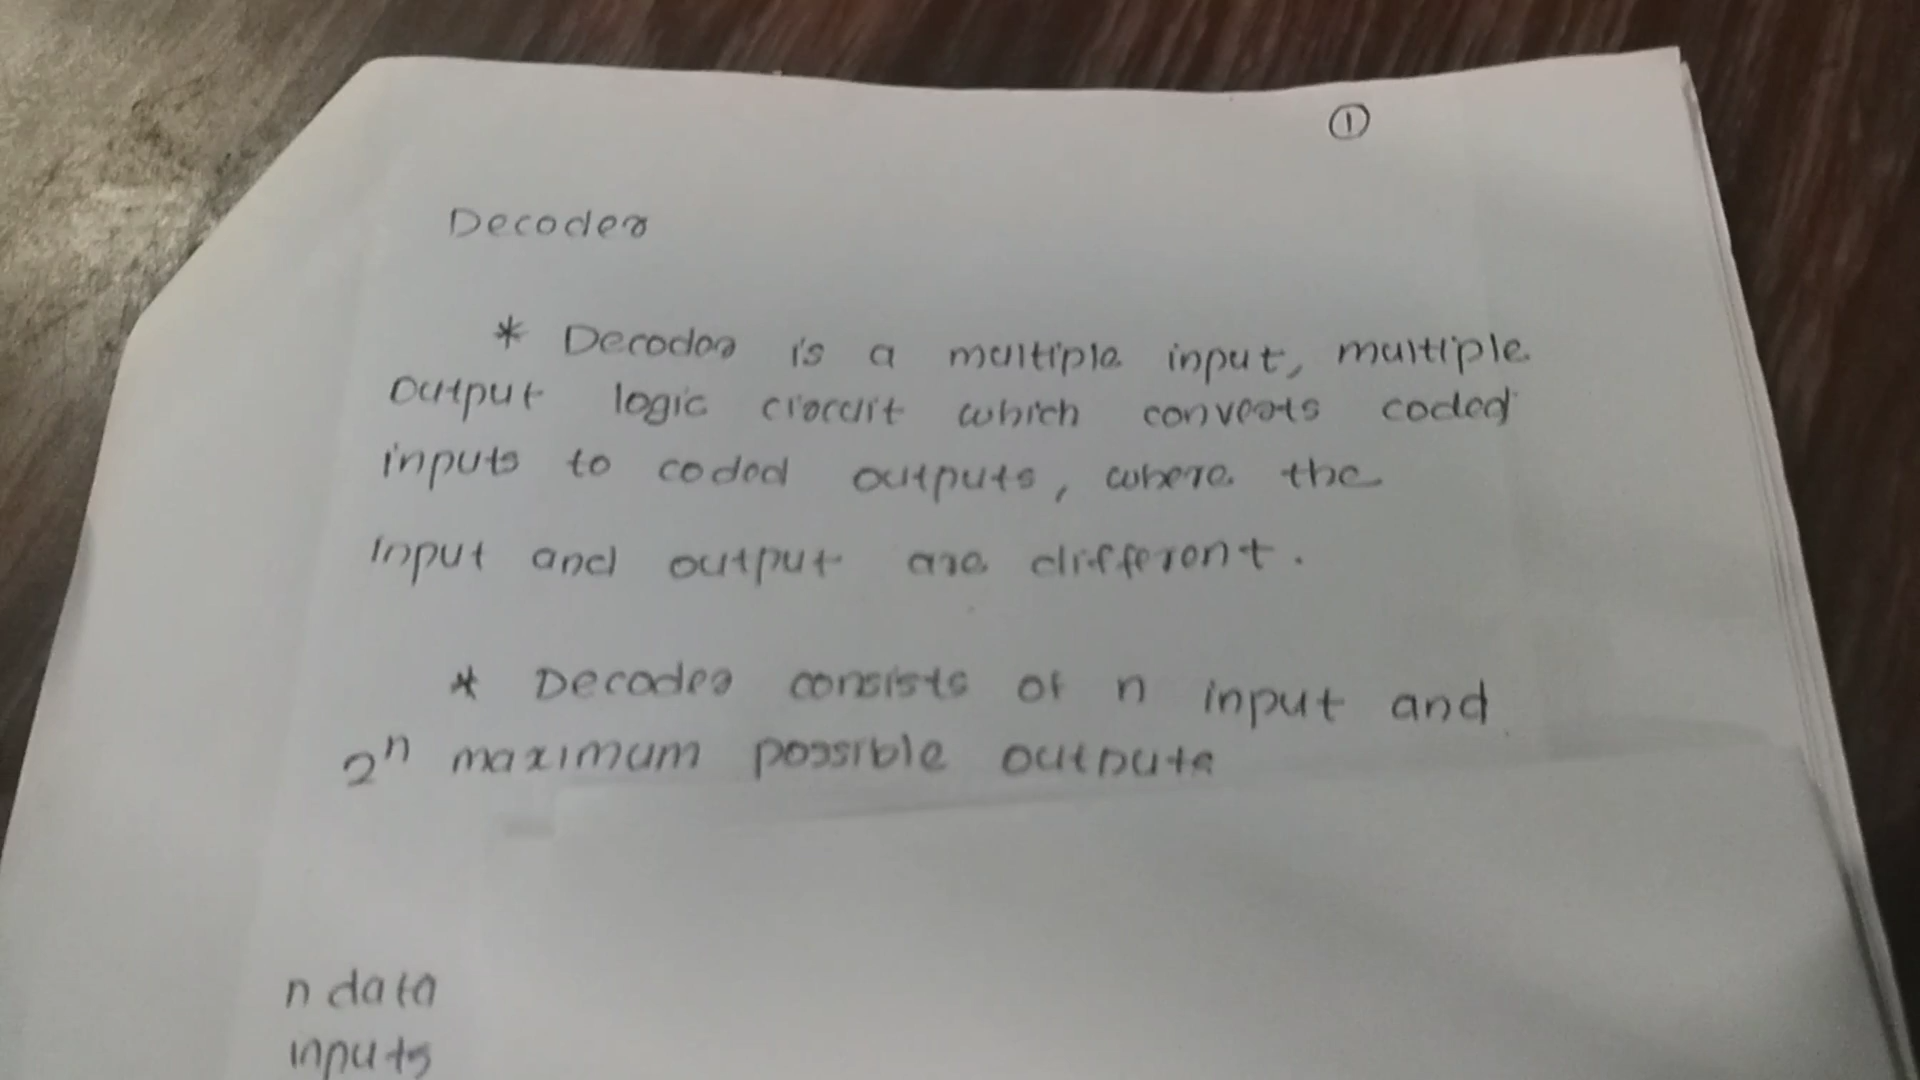 ①
Decoder
* Decoder is a multiple input, multiple
output logic circuit which converts coded
inputs to coded outputs, where the
input and output are different.
* Decoder consists of n input and
2ⁿ maximum possible outputs
n data
inputs